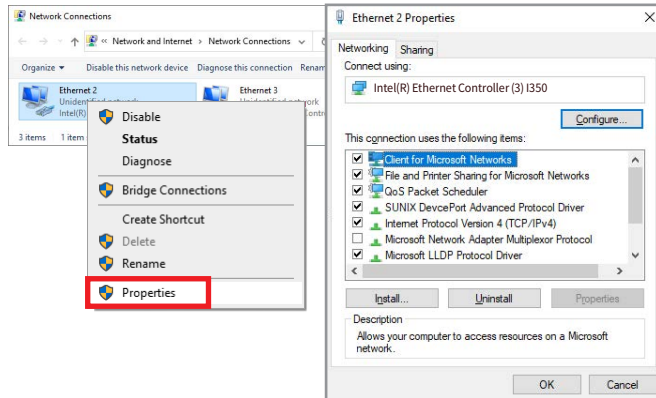 Network Connections
« Network and Internet > Network Connections
Organize Disable this network device Diagnose this connection Renam
Ethernet 2
Unidentified network
Intel(R)
Ethernet 3
3 items 1 item
Disable
Status
Diagnose
Bridge Connections
Create Shortcut
Delete
Rename
Properties
Ethernet 2 Properties
Networking Sharing
Connect using:
Intel(R) Ethernet Controller (3) I350
Configure...
This connection uses the following items:
Client for Microsoft Networks
File and Printer Sharing for Microsoft Networks
QoS Packet Scheduler
SUNIX DevcePort Advanced Protocol Driver
Internet Protocol Version 4 (TCP/IPv4)
Microsoft Network Adapter Multiplexor Protocol
Microsoft LLDP Protocol Driver
Install... Uninstall Properties
Description
Allows your computer to access resources on a Microsoft
network.
OK Cancel